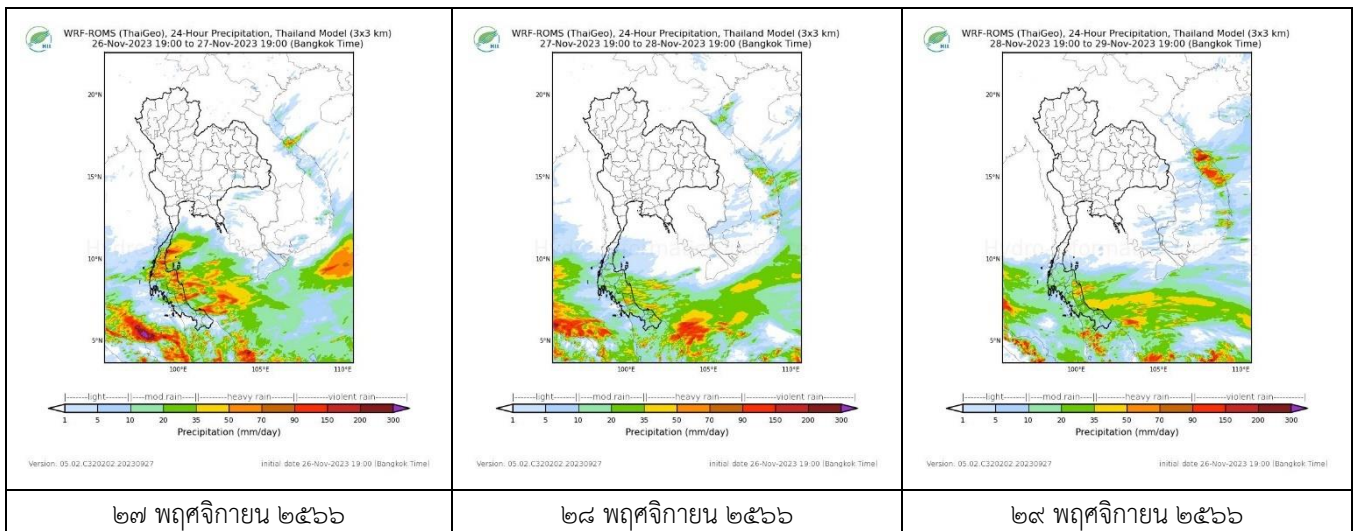 WRF-ROMS (ThaiGeo), 24-Hour Precipitation, Thailand Model (3x3 km)
26-Nov-2023 19:00 to 27-Nov-2023 19:00 (Bangkok Time)
20°N
15°N
10°N
5°N
100°E 105°E 110°E
|-------light-------||----mod rain----||-------heavy rain-------||-------violent rain-------|
1 5 10 20 35 50 70 90 150 200 300
Precipitation (mm/day)
Version: 05.02.C320202.20230927 initial date 26-Nov-2023 19:00 (Bangkok Time)
๒๗ พฤศจิกายน ๒๕๖๖
WRF-ROMS (ThaiGeo), 24-Hour Precipitation, Thailand Model (3x3 km)
27-Nov-2023 19:00 to 28-Nov-2023 19:00 (Bangkok Time)
20°N
15°N
10°N
5°N
100°E 105°E 110°E
|-------light-------||----mod rain----||-------heavy rain-------||-------violent rain-------|
1 5 10 20 35 50 70 90 150 200 300
Precipitation (mm/day)
Version: 05.02.C320202.20230927 initial date 26-Nov-2023 19:00 (Bangkok Time)
๒๘ พฤศจิกายน ๒๕๖๖
WRF-ROMS (ThaiGeo), 24-Hour Precipitation, Thailand Model (3x3 km)
28-Nov-2023 19:00 to 29-Nov-2023 19:00 (Bangkok Time)
20°N
15°N
10°N
5°N
100°E 105°E 110°E
|-------light-------||----mod rain----||-------heavy rain-------||-------violent rain-------|
1 5 10 20 35 50 70 90 150 200 300
Precipitation (mm/day)
Version: 05.02.C320202.20230927 initial date 26-Nov-2023 19:00 (Bangkok Time)
๒๙ พฤศจิกายน ๒๕๖๖